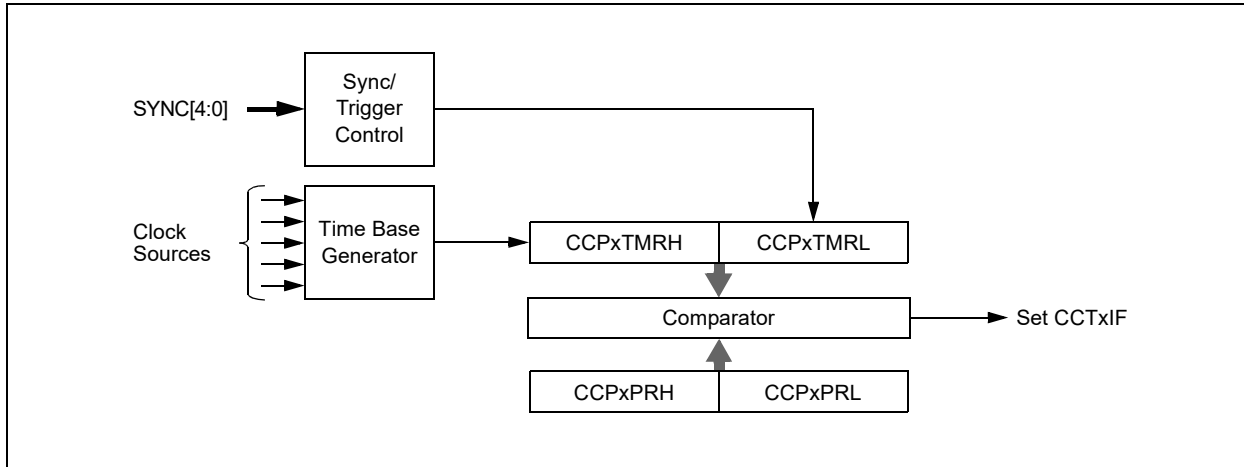 Sync/
Trigger
Control
SYNC[4:0]
Clock
Sources
Time Base
Generator
CCPxTMRH
CCPxTMRL
Comparator
Set CCTxIF
CCPxPRH
CCPxPRL